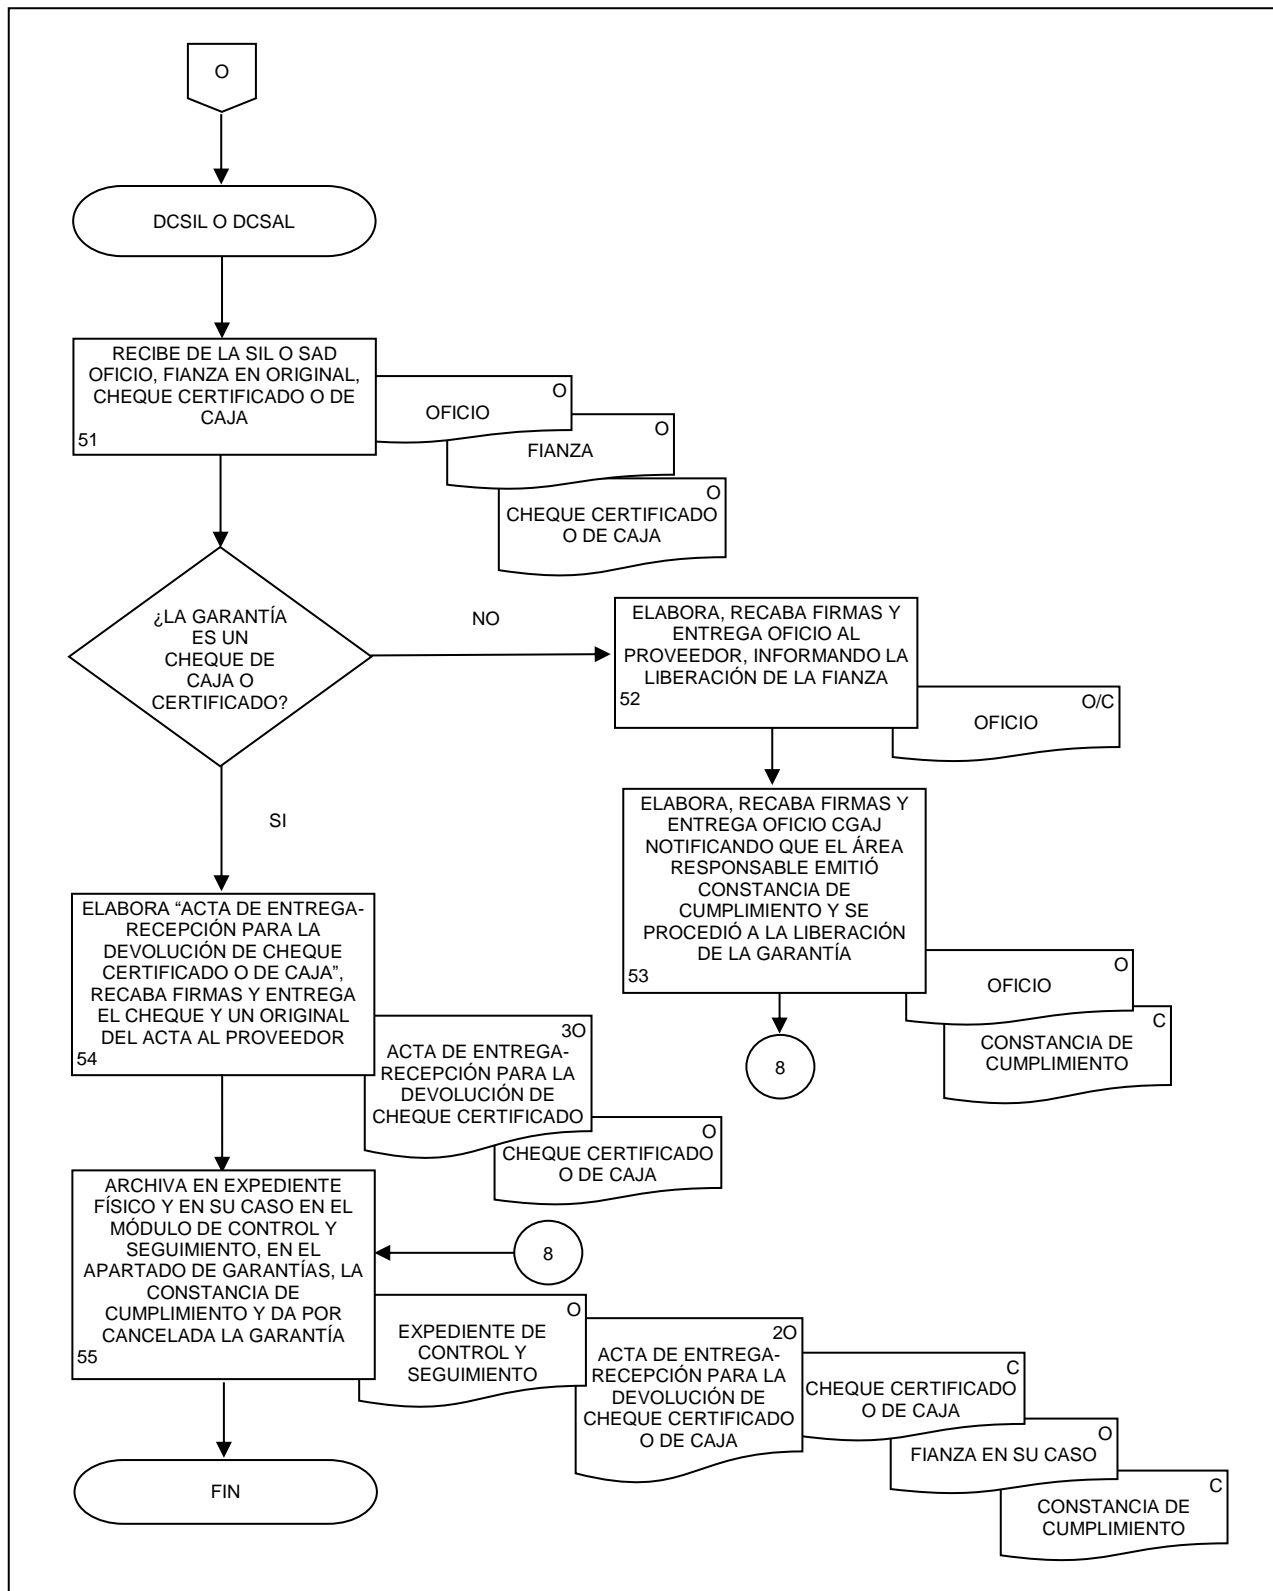 O
DCSIL O DCSAL
RECIBE DE LA SIL O SAD
OFICIO, FIANZA EN ORIGINAL,
CHEQUE CERTIFICADO O DE
CAJA
51
O
OFICIO
O
FIANZA
O
CHEQUE CERTIFICADO
O DE CAJA
¿LA GARANTÍA
ES UN
CHEQUE DE
CAJA O
CERTIFICADO?
NO
ELABORA, RECABA FIRMAS Y
ENTREGA OFICIO AL
PROVEEDOR, INFORMANDO LA
LIBERACIÓN DE LA FIANZA
52
O/C
OFICIO
SI
ELABORA, RECABA FIRMAS Y
ENTREGA OFICIO CGAJ
NOTIFICANDO QUE EL ÁREA
RESPONSABLE EMITIÓ
CONSTANCIA DE
CUMPLIMIENTO Y SE
PROCEDIÓ A LA LIBERACIÓN
DE LA GARANTÍA
53
O
OFICIO
C
CONSTANCIA DE
CUMPLIMIENTO
8
ELABORA “ACTA DE ENTREGA-
RECEPCIÓN PARA LA
DEVOLUCIÓN DE CHEQUE
CERTIFICADO O DE CAJA”,
RECABA FIRMAS Y ENTREGA
EL CHEQUE Y UN ORIGINAL
DEL ACTA AL PROVEEDOR
54
3O
ACTA DE ENTREGA-
RECEPCIÓN PARA LA
DEVOLUCIÓN DE
CHEQUE CERTIFICADO
O
CHEQUE CERTIFICADO
O DE CAJA
ARCHIVA EN EXPEDIENTE
FÍSICO Y EN SU CASO EN EL
MÓDULO DE CONTROL Y
SEGUIMIENTO, EN EL
APARTADO DE GARANTÍAS, LA
CONSTANCIA DE
CUMPLIMIENTO Y DA POR
CANCELADA LA GARANTÍA
55
8
O
EXPEDIENTE DE
CONTROL Y
SEGUIMIENTO
2O
ACTA DE ENTREGA-
RECEPCIÓN PARA LA
DEVOLUCIÓN DE
CHEQUE CERTIFICADO
O DE CAJA
C
CHEQUE CERTIFICADO
O DE CAJA
O
FIANZA EN SU CASO
C
CONSTANCIA DE
CUMPLIMIENTO
FIN